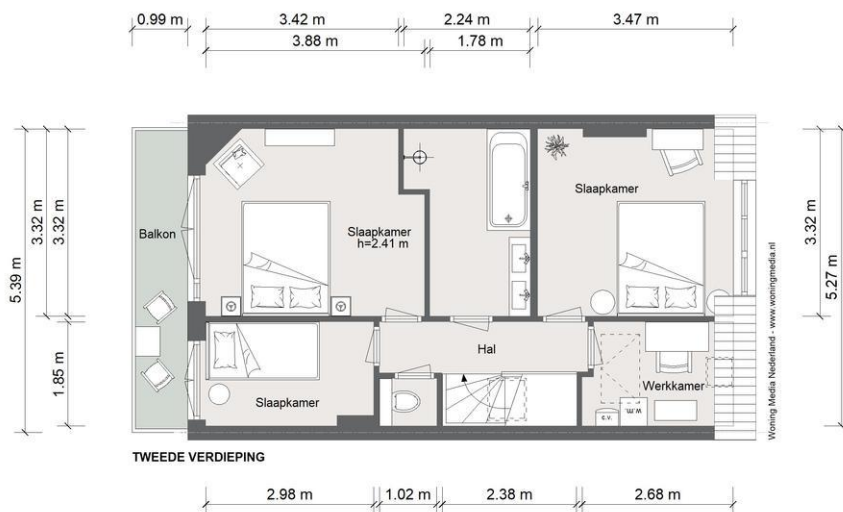 0.99 m
3.42 m
2.24 m
3.47 m
3.88 m
1.78 m
5.39 m
3.32 m
3.32 m
1.85 m
Balkon
Slaapkamer
h=2.41 m
Slaapkamer
Hal
Slaapkamer
Werkkamer
c.v.
w.m.
3.32 m
5.27 m
Woning Media Nederland - www.woningmedia.nl
TWEEDE VERDIEPING
2.98 m
1.02 m
2.38 m
2.68 m